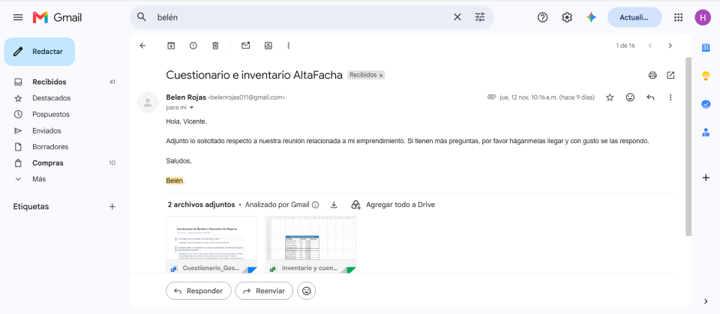 Gmail
belén
Actuali...
H
Redactar
1 de 16
Recibidos 41
Destacados
Pospuestos
Enviados
Borradores
Compras 10
Más
Etiquetas
Cuestionario e inventario AltaFacha Recibidos x
Belen Rojas <belenrojas011@gmail.com>
jue, 12 nov, 10:16 a.m. (hace 9 días)
para mí
Hola, Vicente,
Adjunto lo solicitado respecto a nuestra reunión relacionada a mi emprendimiento. Si tienen más preguntas, por favor háganmelas llegar y con gusto se las respondo.
Saludos,
Belén.
2 archivos adjuntos • Analizado por Gmail Agregar todo a Drive
Cuestionario_Ges...
Inventario y cuen...
Responder
Reenviar